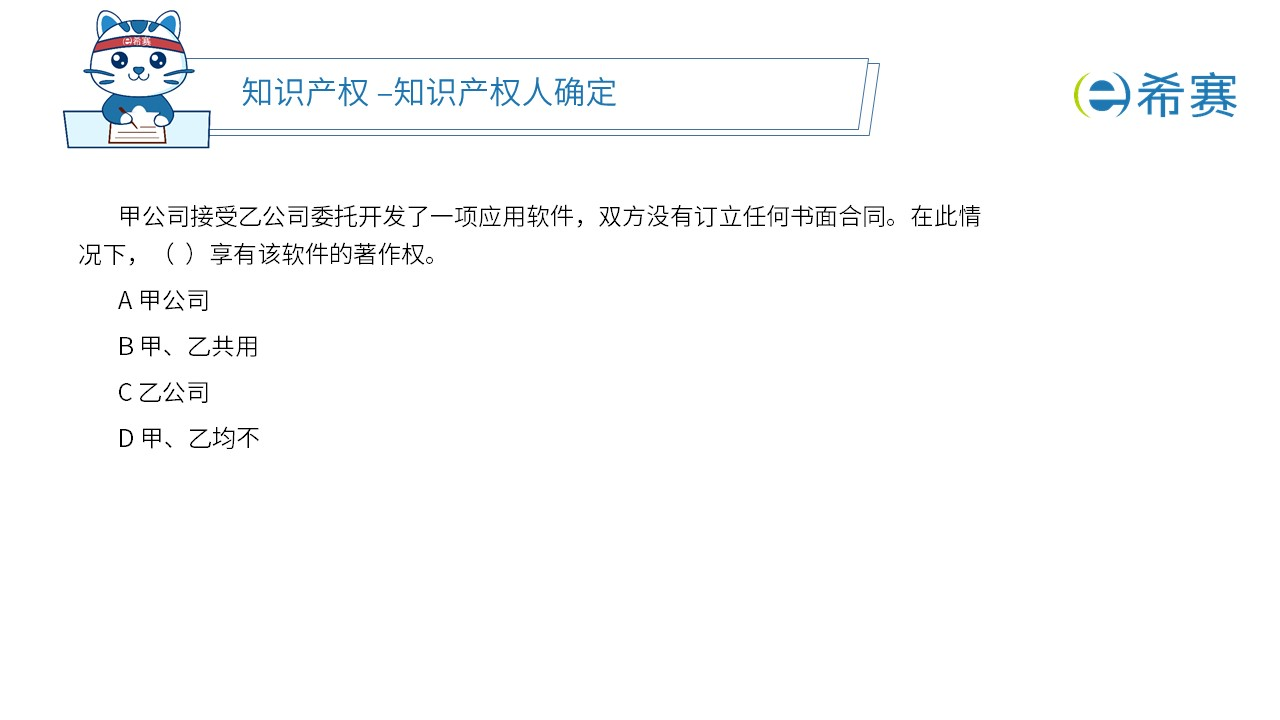 希赛
知识产权 –知识产权人确定
希赛
甲公司接受乙公司委托开发了一项应用软件，双方没有订立任何书面合同。在此情
况下，（ ）享有该软件的著作权。
A 甲公司
B 甲、乙共用
C 乙公司
D 甲、乙均不